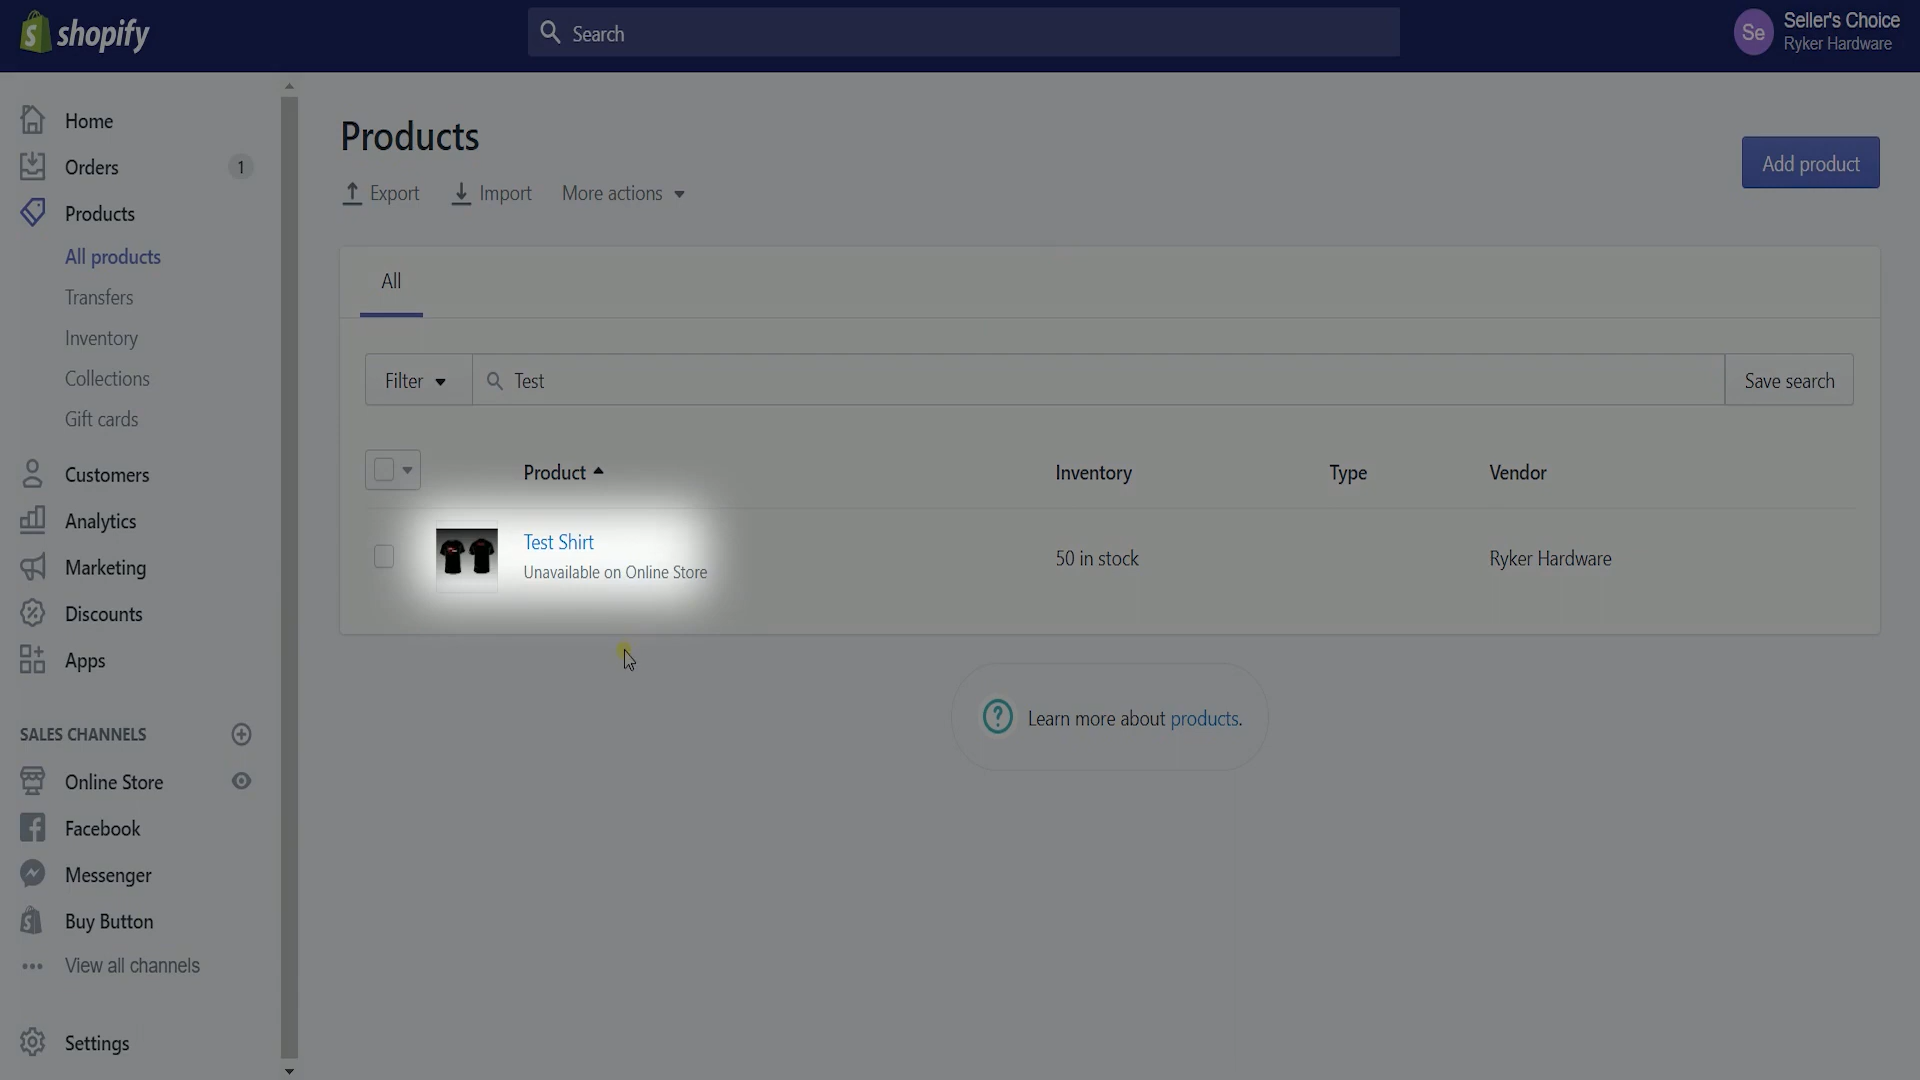 shopify
Search
Se
Seller's Choice
Ryker Hardware
Home
Orders
1
Products
All products
Transfers
Inventory
Collections
Gift cards
Customers
Analytics
Marketing
Discounts
Apps
SALES CHANNELS
Online Store
Facebook
Messenger
Buy Button
View all channels
Settings
Products
Export
Import
More actions
Add product
All
Filter
Test
Save search
Product
Inventory
Type
Vendor
Test Shirt
Unavailable on Online Store
50 in stock
Ryker Hardware
Learn more about products.